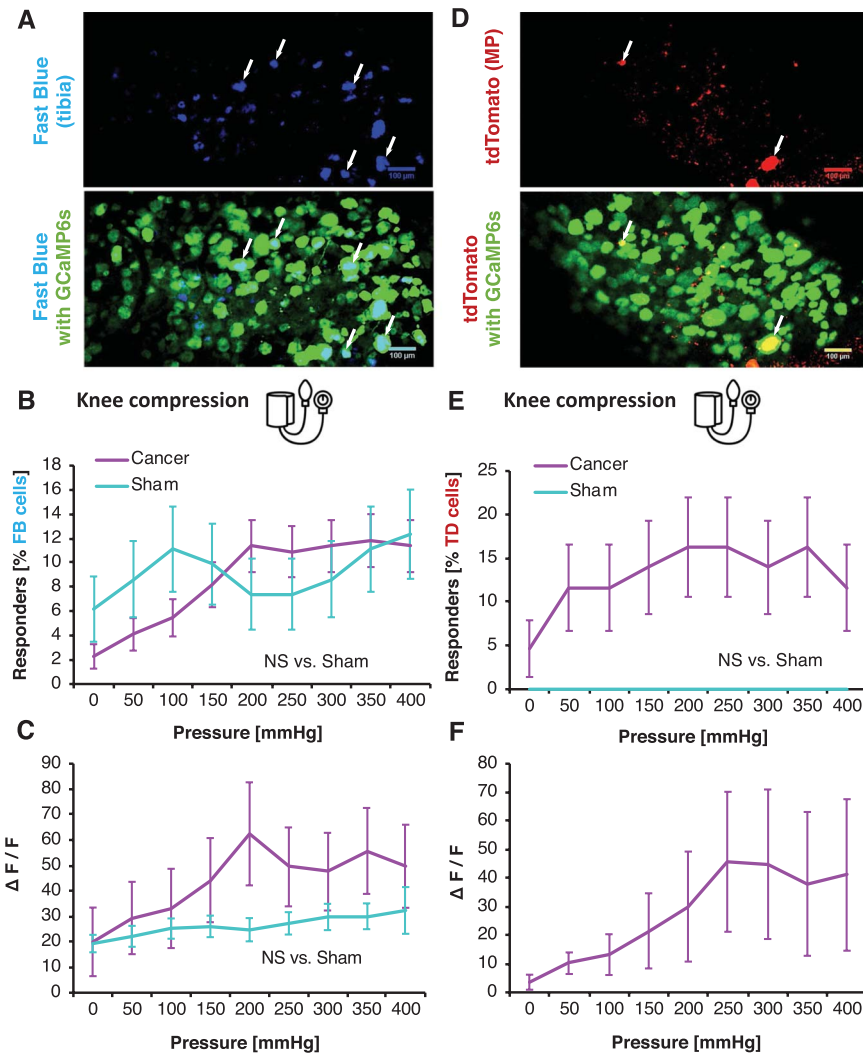 A
Fast Blue
(tibia)
100 µm
Fast Blue
with GCaMP6s
100 µm
B
Knee compression
Cancer
Sham
Responders [% FB cells]
18
16
14
12
10
8
6
4
2
0
NS vs. Sham
0 50 100 150 200 250 300 350 400
Pressure [mmHg]
C
Δ F / F
90
80
70
60
50
40
30
20
10
0
NS vs. Sham
0 50 100 150 200 250 300 350 400
Pressure [mmHg]
D
tdTomato (MP)
100 µm
tdTomato
with GCaMP6s
100 µm
E
Knee compression
Cancer
Sham
Responders [% TD cells]
25
20
15
10
5
0
NS vs. Sham
0 50 100 150 200 250 300 350 400
Pressure [mmHg]
F
Δ F / F
80
70
60
50
40
30
20
10
0
0 50 100 150 200 250 300 350 400
Pressure [mmHg]